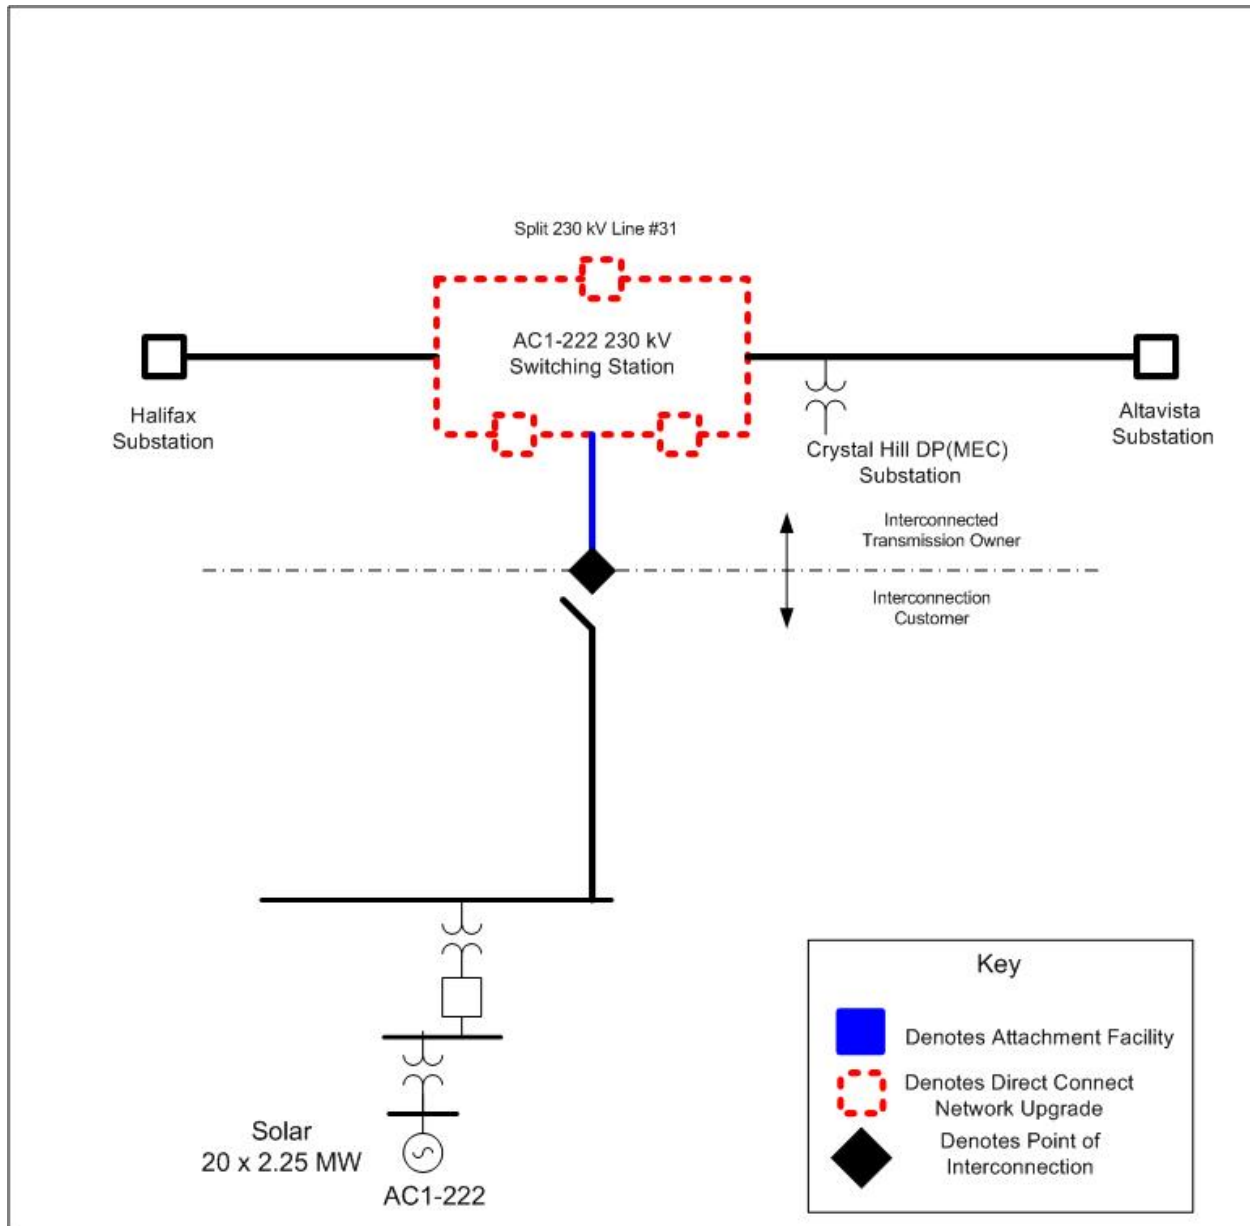 Split 230 kV Line #31
AC1-222 230 kV
Switching Station
Halifax
Substation
Altavista
Substation
Crystal Hill DP(MEC)
Substation
Interconnected
Transmission Owner
Interconnection
Customer
Key
Denotes Attachment Facility
Denotes Direct Connect
Network Upgrade
Denotes Point of
Interconnection
Solar
20 x 2.25 MW
AC1-222